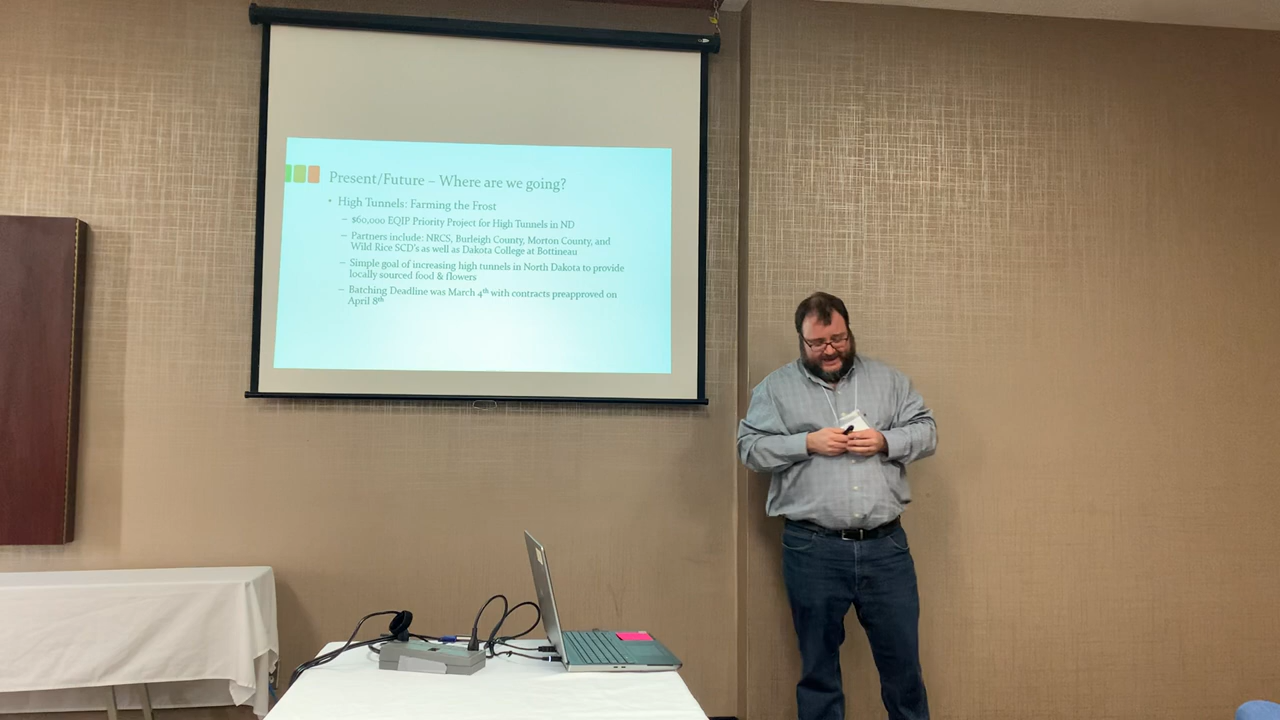 Present/Future – Where are we going?
• High Tunnels: Farming the Frost
– $60,000 EQIP Priority Project for High Tunnels in ND
– Partners include: NRCS, Burleigh County, Morton County, and
Wild Rice SCD's as well as Dakota College at Bottineau
– Simple goal of increasing high tunnels in North Dakota to provide
locally sourced food & flowers
– Batching Deadline was March 4th with contracts preapproved on
April 8th